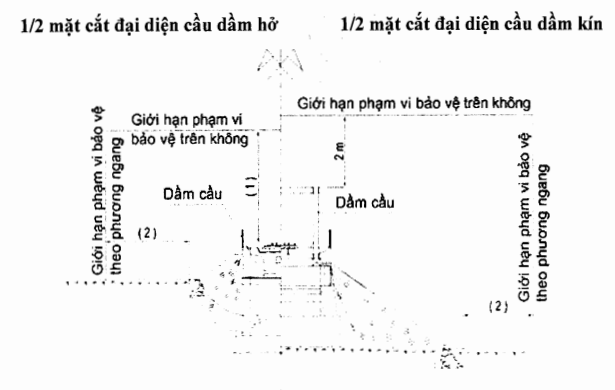 1/2 mặt cắt đại diện cầu dầm hở
1/2 mặt cắt đại diện cầu dầm kín
Giới hạn phạm vi bảo vệ trên không
Giới hạn phạm vi
bảo vệ trên không
Giới hạn phạm vi bảo vệ
theo phương ngang
(1)
2m
Dầm cầu
Dầm cầu
(2)
Giới hạn phạm vi bảo vệ
theo phương ngang
(2)